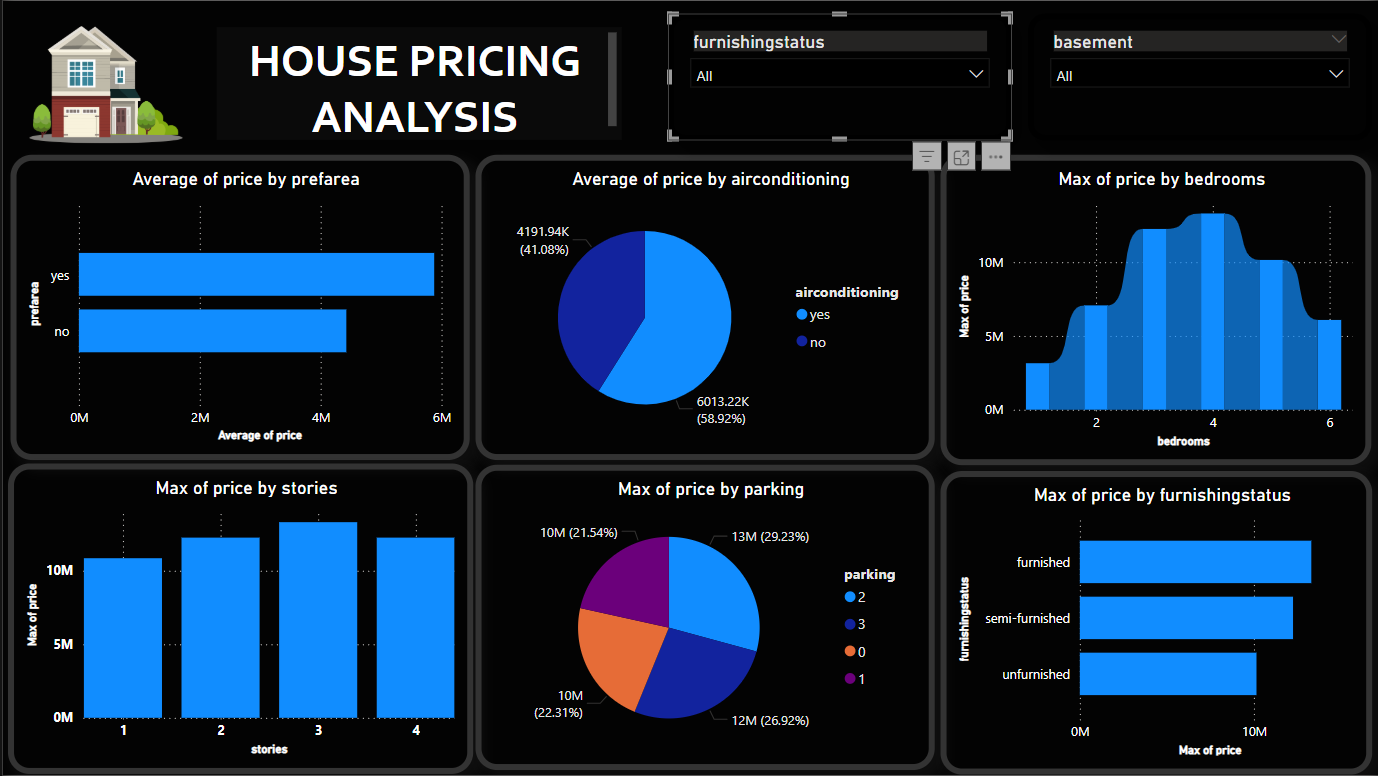 HOUSE PRICING
ANALYSIS
furnishingstatus
All
basement
All
Average of price by prefarea
prefarea
yes
no
0M
2M
4M
6M
Average of price
Average of price by airconditioning
4191.94K
(41.08%)
6013.22K
(58.92%)
airconditioning
yes
no
Max of price by bedrooms
Max of price
10M
5M
0M
2
4
6
bedrooms
Max of price by stories
Max of price
10M
5M
0M
1
2
3
4
stories
Max of price by parking
10M (21.54%)
13M (29.23%)
10M
(22.31%)
12M (26.92%)
parking
2
3
0
1
Max of price by furnishingstatus
furnishingstatus
furnished
semi-furnished
unfurnished
0M
10M
Max of price